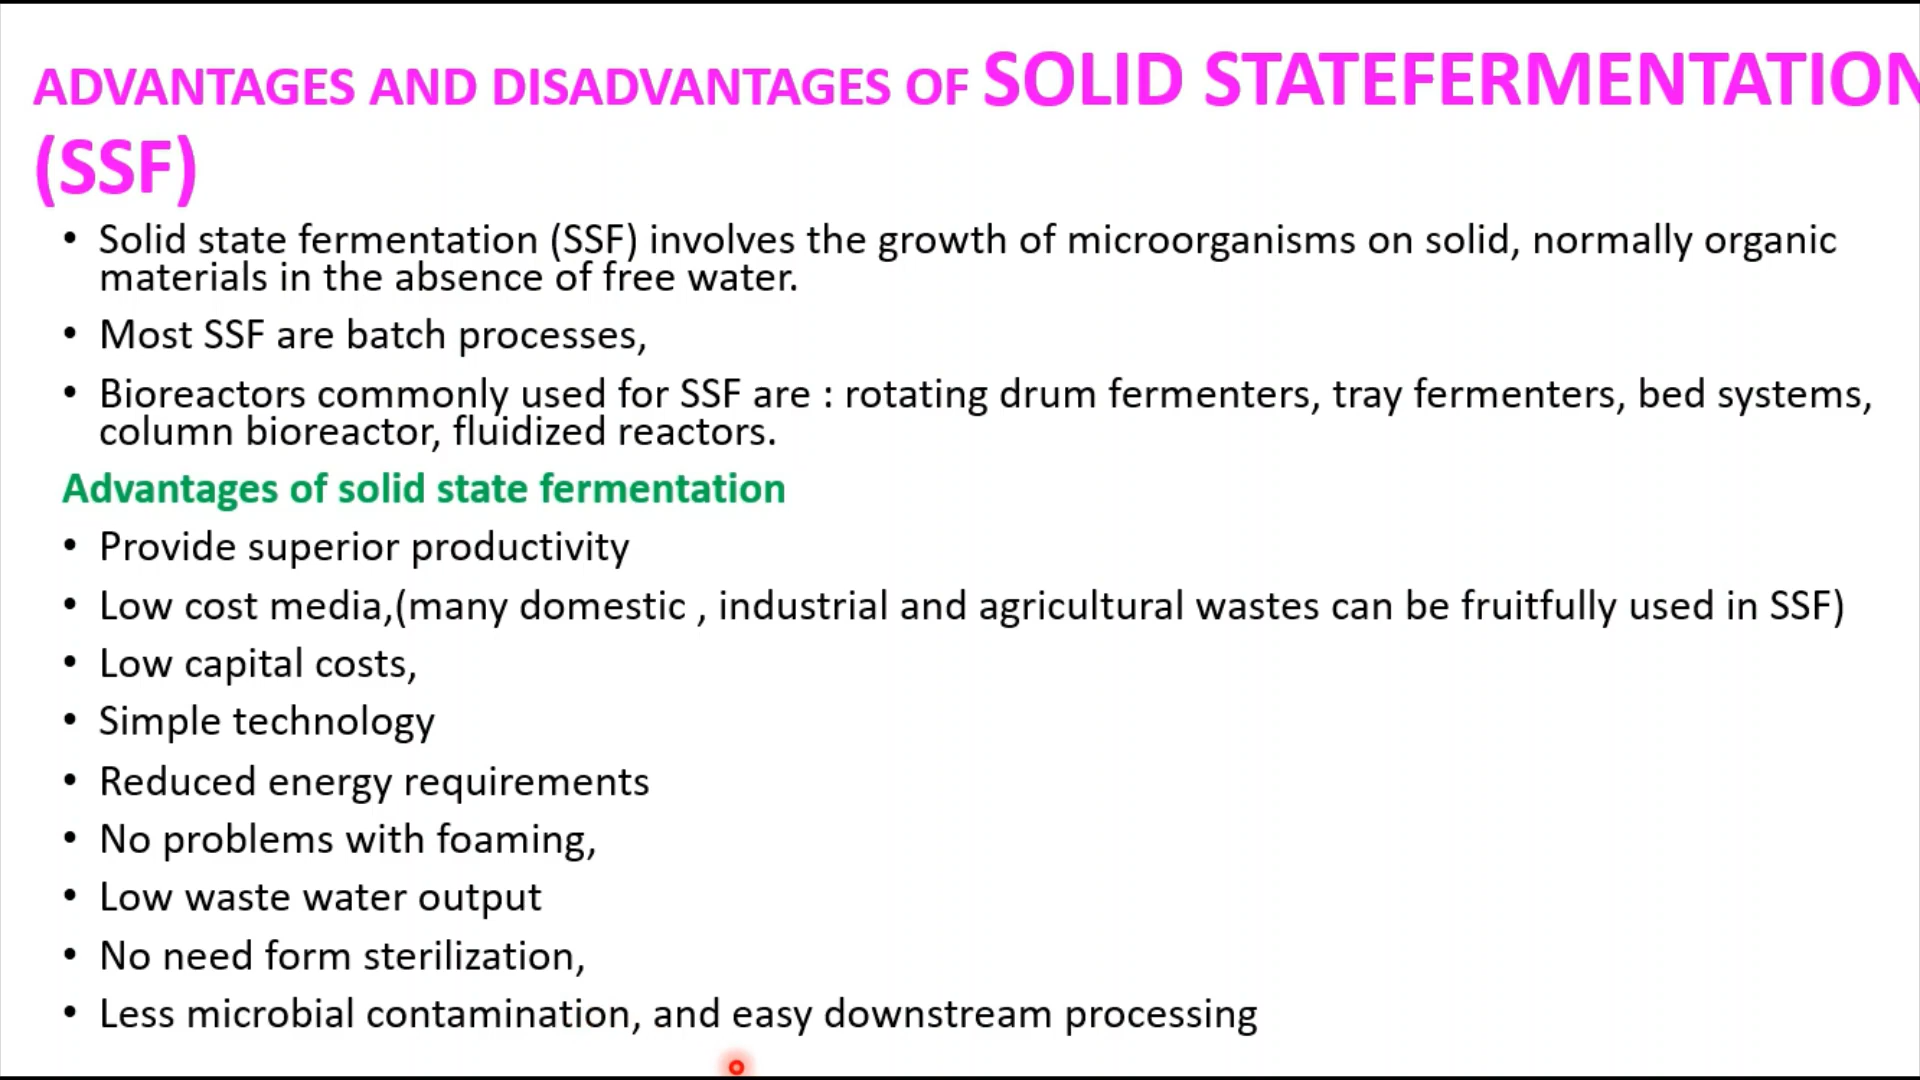 ADVANTAGES AND DISADVANTAGES OF SOLID STATEFERMENTATION
(SSF)
• Solid state fermentation (SSF) involves the growth of microorganisms on solid, normally organic
materials in the absence of free water.
• Most SSF are batch processes,
• Bioreactors commonly used for SSF are : rotating drum fermenters, tray fermenters, bed systems,
column bioreactor, fluidized reactors.
Advantages of solid state fermentation
• Provide superior productivity
• Low cost media,(many domestic , industrial and agricultural wastes can be fruitfully used in SSF)
• Low capital costs,
• Simple technology
• Reduced energy requirements
• No problems with foaming,
• Low waste water output
• No need form sterilization,
• Less microbial contamination, and easy downstream processing